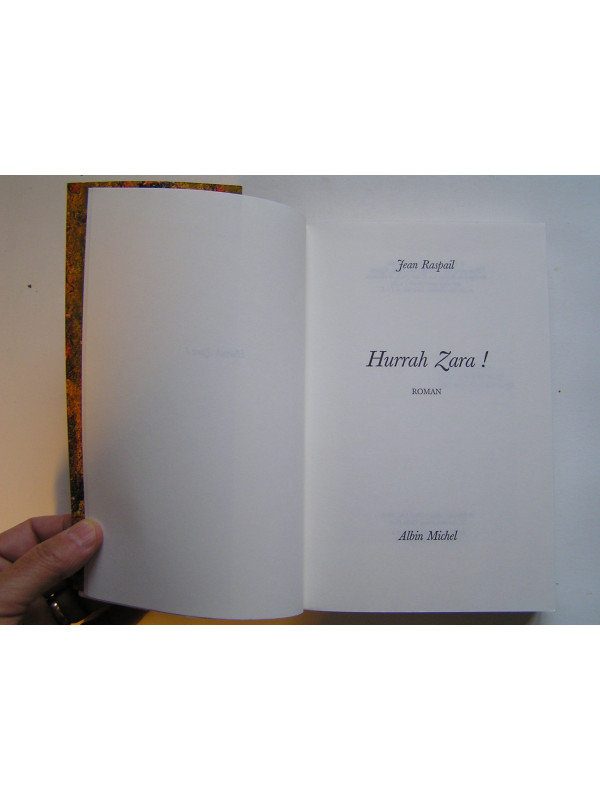 Jean Raspail
Hurrah Zara !
ROMAN
Albin Michel